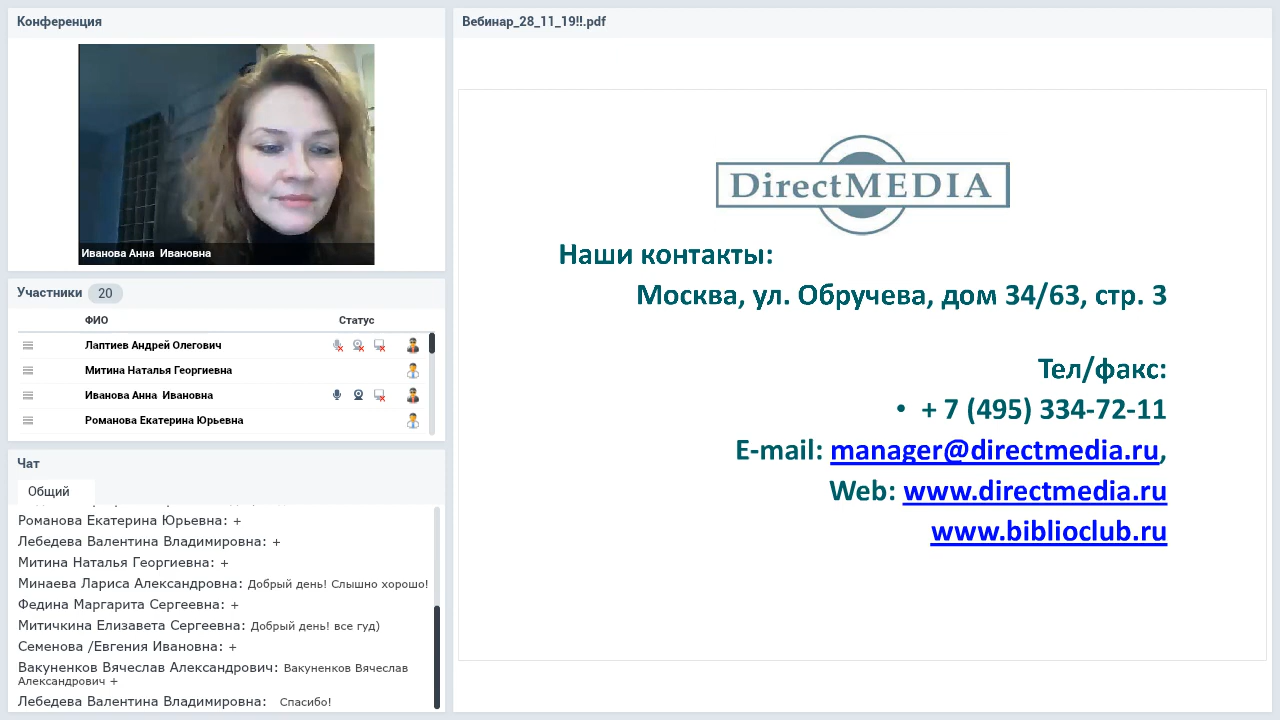 Конференция
Иванова Анна  Ивановна
Участники 20
ФИО Статус
Лаптиев Андрей Олегович
Митина Наталья Георгиевна
Иванова Анна  Ивановна
Романова Екатерина Юрьевна
Чат
Общий
Романова Екатерина Юрьевна: +
Лебедева Валентина Владимировна: +
Митина Наталья Георгиевна: +
Минаева Лариса Александровна: Добрый день! Слышно хорошо!
Федина Маргарита Сергеевна: +
Митичкина Елизавета Сергеевна: Добрый день! все гуд)
Семенова /Евгения Ивановна: +
Вакуненков Вячеслав Александрович: Вакуненков Вячеслав
Александрович +
Лебедева Валентина Владимировна: Спасибо!
Вебинар_28_11_19!!.pdf
DirectMEDIA
Наши контакты:
Москва, ул. Обручева, дом 34/63, стр. 3
Тел/факс:
• + 7 (495) 334-72-11
E-mail: manager@directmedia.ru,
Web: www.directmedia.ru
www.biblioclub.ru